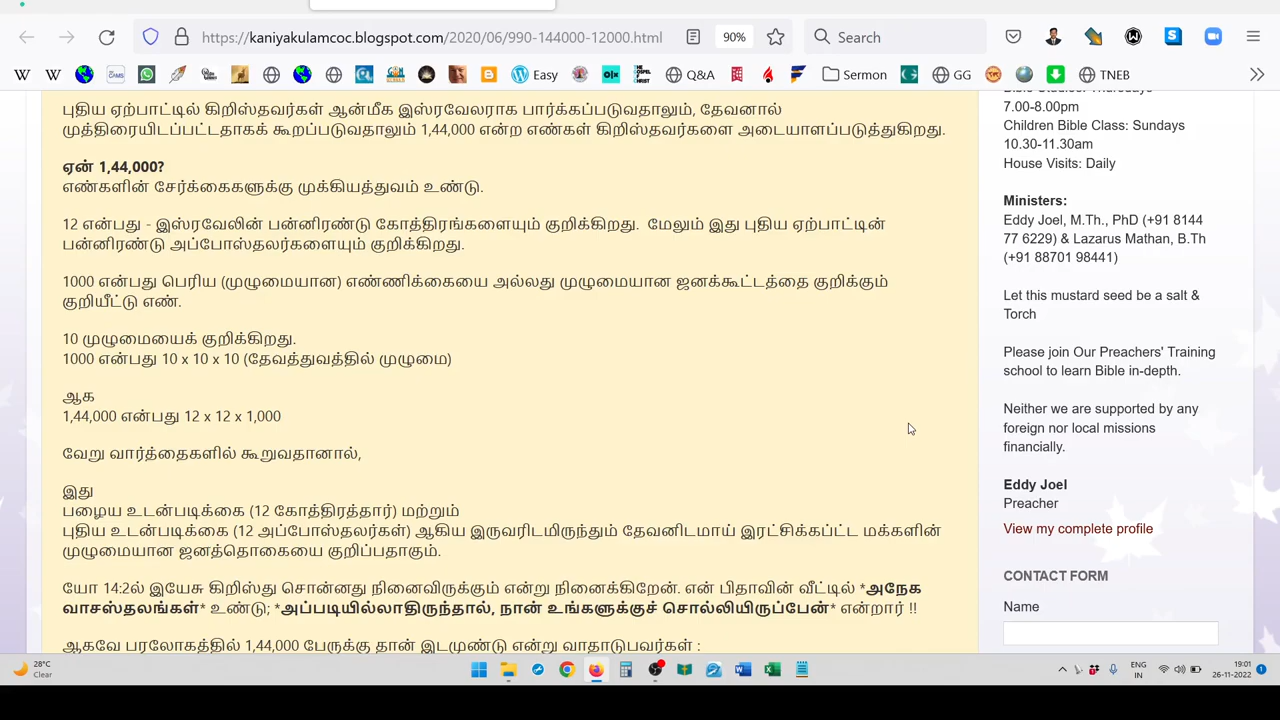 https://kaniyakulamcoc.blogspot.com/2020/06/090-144000-12000.html
90%
Search
Easy
Q&A
Sermon
GG
TNEB
புதிய ஏற்பாட்டில் கிறிஸ்தவர்கள் ஆன்மீக இஸ்ரவேலராக பார்க்கப்படுவதாலும், தேவனால்
முத்திரையிடப்பட்டதாகக் கூறப்படுவதாலும் 1,44,000 என்ற எண்கள் கிறிஸ்தவர்களை அடையாளப்படுத்துகிறது.
ஏன் 1,44,000?
எண்களின் சேர்க்கைகளுக்கு முக்கியத்துவம் உண்டு.
12 என்பது - இஸ்ரவேலின் பன்னிரண்டு கோத்திரங்களையும் குறிக்கிறது. மேலும் இது புதிய ஏற்பாட்டின்
பன்னிரண்டு அப்போஸ்தலர்களையும் குறிக்கிறது.
1000 என்பது பெரிய (முழுமையான) எண்ணிக்கையை அல்லது முழுமையான ஜனக்கூட்டத்தை குறிக்கும்
குறியீட்டு எண்.
10 முழுமையைக் குறிக்கிறது.
1000 என்பது 10 x 10 x 10 (தேவத்துவத்தில் முழுமை)
ஆக
1,44,000 என்பது 12 x 12 x 1,000
வேறு வார்த்தைகளில் கூறுவதானால்,
இது
பழைய உடன்படிக்கை (12 கோத்திரத்தார்) மற்றும்
புதிய உடன்படிக்கை (12 அப்போஸ்தலர்கள்) ஆகிய இருவரிடமிருந்தும் தேவனிடமாய் இரட்சிக்கப்பட்ட மக்களின்
முழுமையான ஜனத்தொகையை குறிப்பதாகும்.
யோ 14:2ல் இயேசு கிறிஸ்து சொன்னது நினைவிருக்கும் என்று நினைக்கிறேன். என் பிதாவின் வீட்டில் *அநேக
வாசஸ்தலங்கள்* உண்டு; *அப்படியில்லாதிருந்தால், நான் உங்களுக்குச் சொல்லியிருப்பேன்* என்றார் !!
ஆகவே பரலோகத்தில் 1,44,000 பேருக்கு தான் இடமுண்டு என்று வாதாடுபவர்கள் :
Bible Studies: Thursdays
7.00-8.00pm
Children Bible Class: Sundays
10.30-11.30am
House Visits: Daily
Ministers:
Eddy Joel, M.Th., PhD (+91 8144
77 6229) & Lazarus Mathan, B.Th
(+91 88701 98441)
Let this mustard seed be a salt &
Torch
Please join Our Preachers' Training
school to learn Bible in-depth.
Neither we are supported by any
foreign nor local missions
financially.
Eddy Joel
Preacher
View my complete profile
CONTACT FORM
Name
28°C
Clear
ENG
IN
19:01
26-11-2022